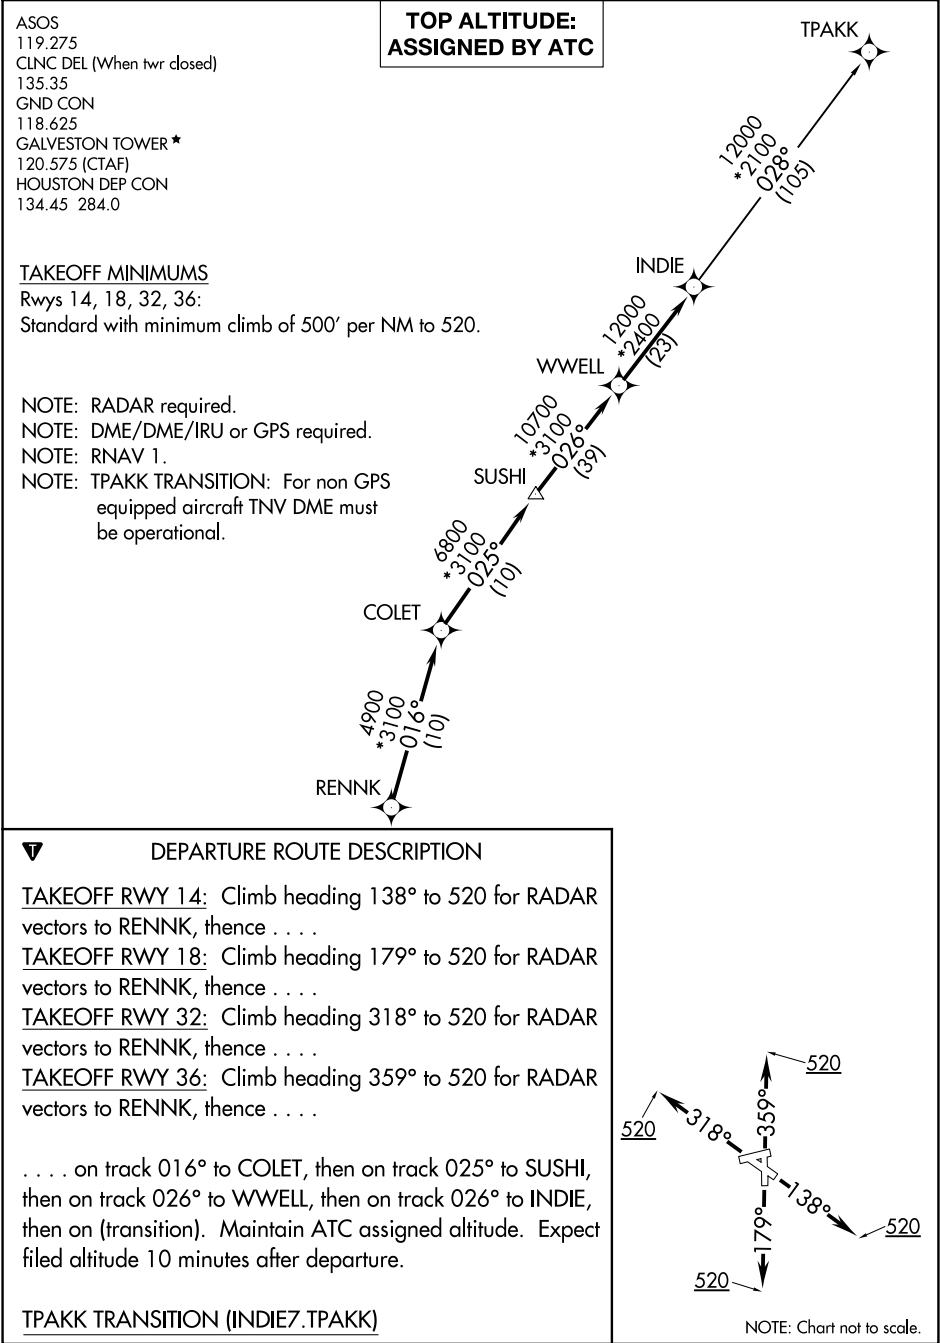 ASOS
119.275
CLNC DEL (When twr closed)
135.35
GND CON
118.625
GALVESTON TOWER★
120.575 (CTAF)
HOUSTON DEP CON
134.45 284.0
TOP ALTITUDE:
ASSIGNED BY ATC
TPAKK
12000
*2100
028°
(105)
TAKEOFF MINIMUMS
Rwys 14, 18, 32, 36:
Standard with minimum climb of 500' per NM to 520.
INDIE
12000
*2400
(23)
WWELL
NOTE: RADAR required.
NOTE: DME/DME/IRU or GPS required.
NOTE: RNAV 1.
NOTE: TPAKK TRANSITION: For non GPS
equipped aircraft TNV DME must
be operational.
10700
*3100
026°
(39)
SUSHI
6800
*3100
025°
(10)
COLET
4900
*3100
016°
(10)
RENNK
T
DEPARTURE ROUTE DESCRIPTION
TAKEOFF RWY 14: Climb heading 138° to 520 for RADAR
vectors to RENNK, thence . . . .
TAKEOFF RWY 18: Climb heading 179° to 520 for RADAR
vectors to RENNK, thence . . . .
TAKEOFF RWY 32: Climb heading 318° to 520 for RADAR
vectors to RENNK, thence . . . .
TAKEOFF RWY 36: Climb heading 359° to 520 for RADAR
vectors to RENNK, thence . . . .
. . . . on track 016° to COLET, then on track 025° to SUSHI,
then on track 026° to WWELL, then on track 026° to INDIE,
then on (transition). Maintain ATC assigned altitude. Expect
filed altitude 10 minutes after departure.
TPAKK TRANSITION (INDIE7.TPAKK)
520
359°
520
318°
138°
520
179°
520
NOTE: Chart not to scale.